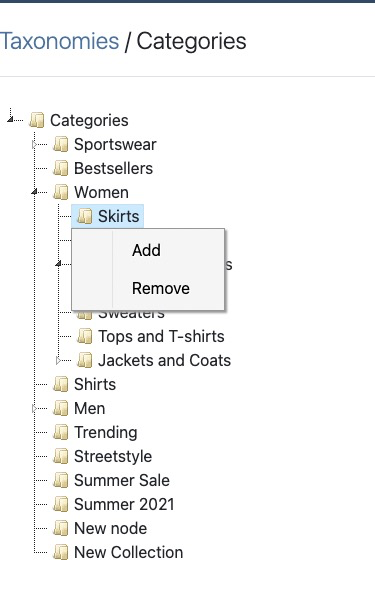 Taxonomies / Categories
Categories
Sportswear
Bestsellers
Women
Skirts
Add
Remove
Sweaters
Tops and T-shirts
Jackets and Coats
Shirts
Men
Trending
Streetstyle
Summer Sale
Summer 2021
New node
New Collection